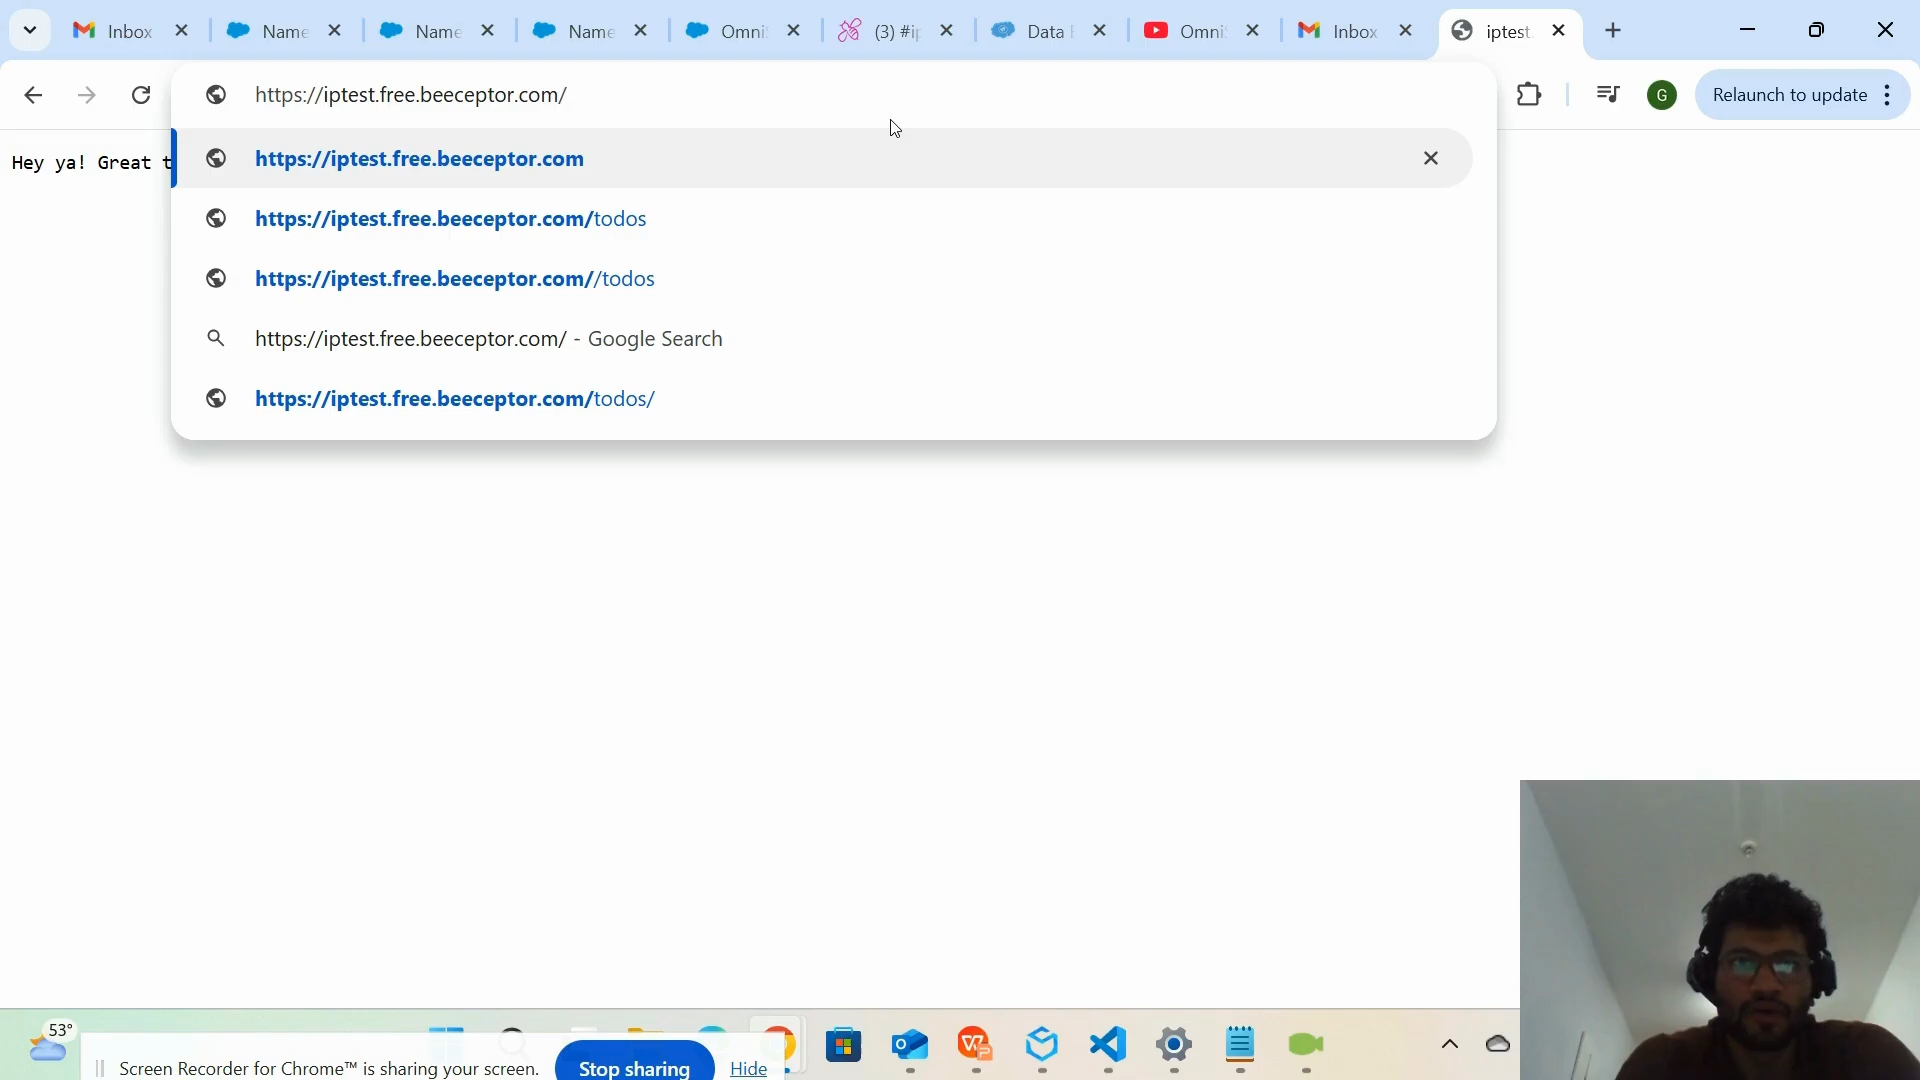 Inbox
Name
Name
Name
Omni
(3) #ip
Data
Omni
Inbox
iptest.
https://iptest.free.beeceptor.com/
G
Relaunch to update
Hey ya! Great t
https://iptest.free.beeceptor.com
https://iptest.free.beeceptor.com/todos
https://iptest.free.beeceptor.com//todos
https://iptest.free.beeceptor.com/ - Google Search
https://iptest.free.beeceptor.com/todos/
53°
Screen Recorder for Chrome™ is sharing your screen.
Stop sharing
Hide